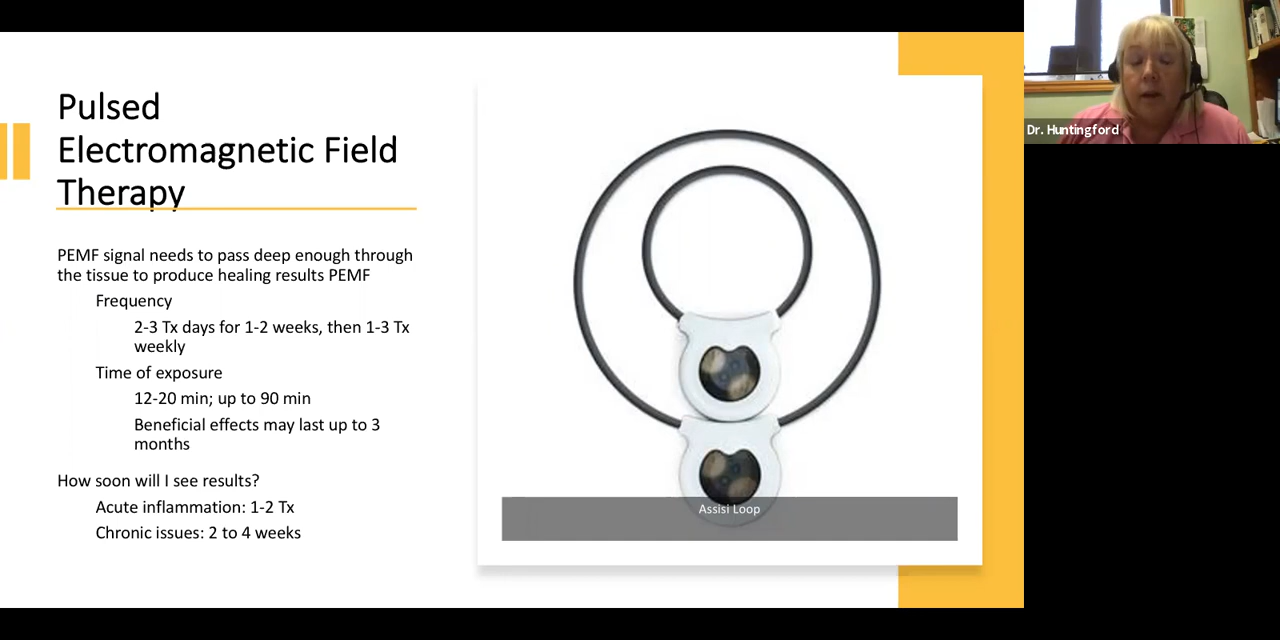 Pulsed
Electromagnetic Field
Therapy
PEMF signal needs to pass deep enough through
the tissue to produce healing results PEMF
Frequency
2-3 Tx days for 1-2 weeks, then 1-3 Tx
weekly
Time of exposure
12-20 min; up to 90 min
Beneficial effects may last up to 3
months
How soon will I see results?
Acute inflammation: 1-2 Tx
Chronic issues: 2 to 4 weeks
Assisi Loop
Dr. Huntingford